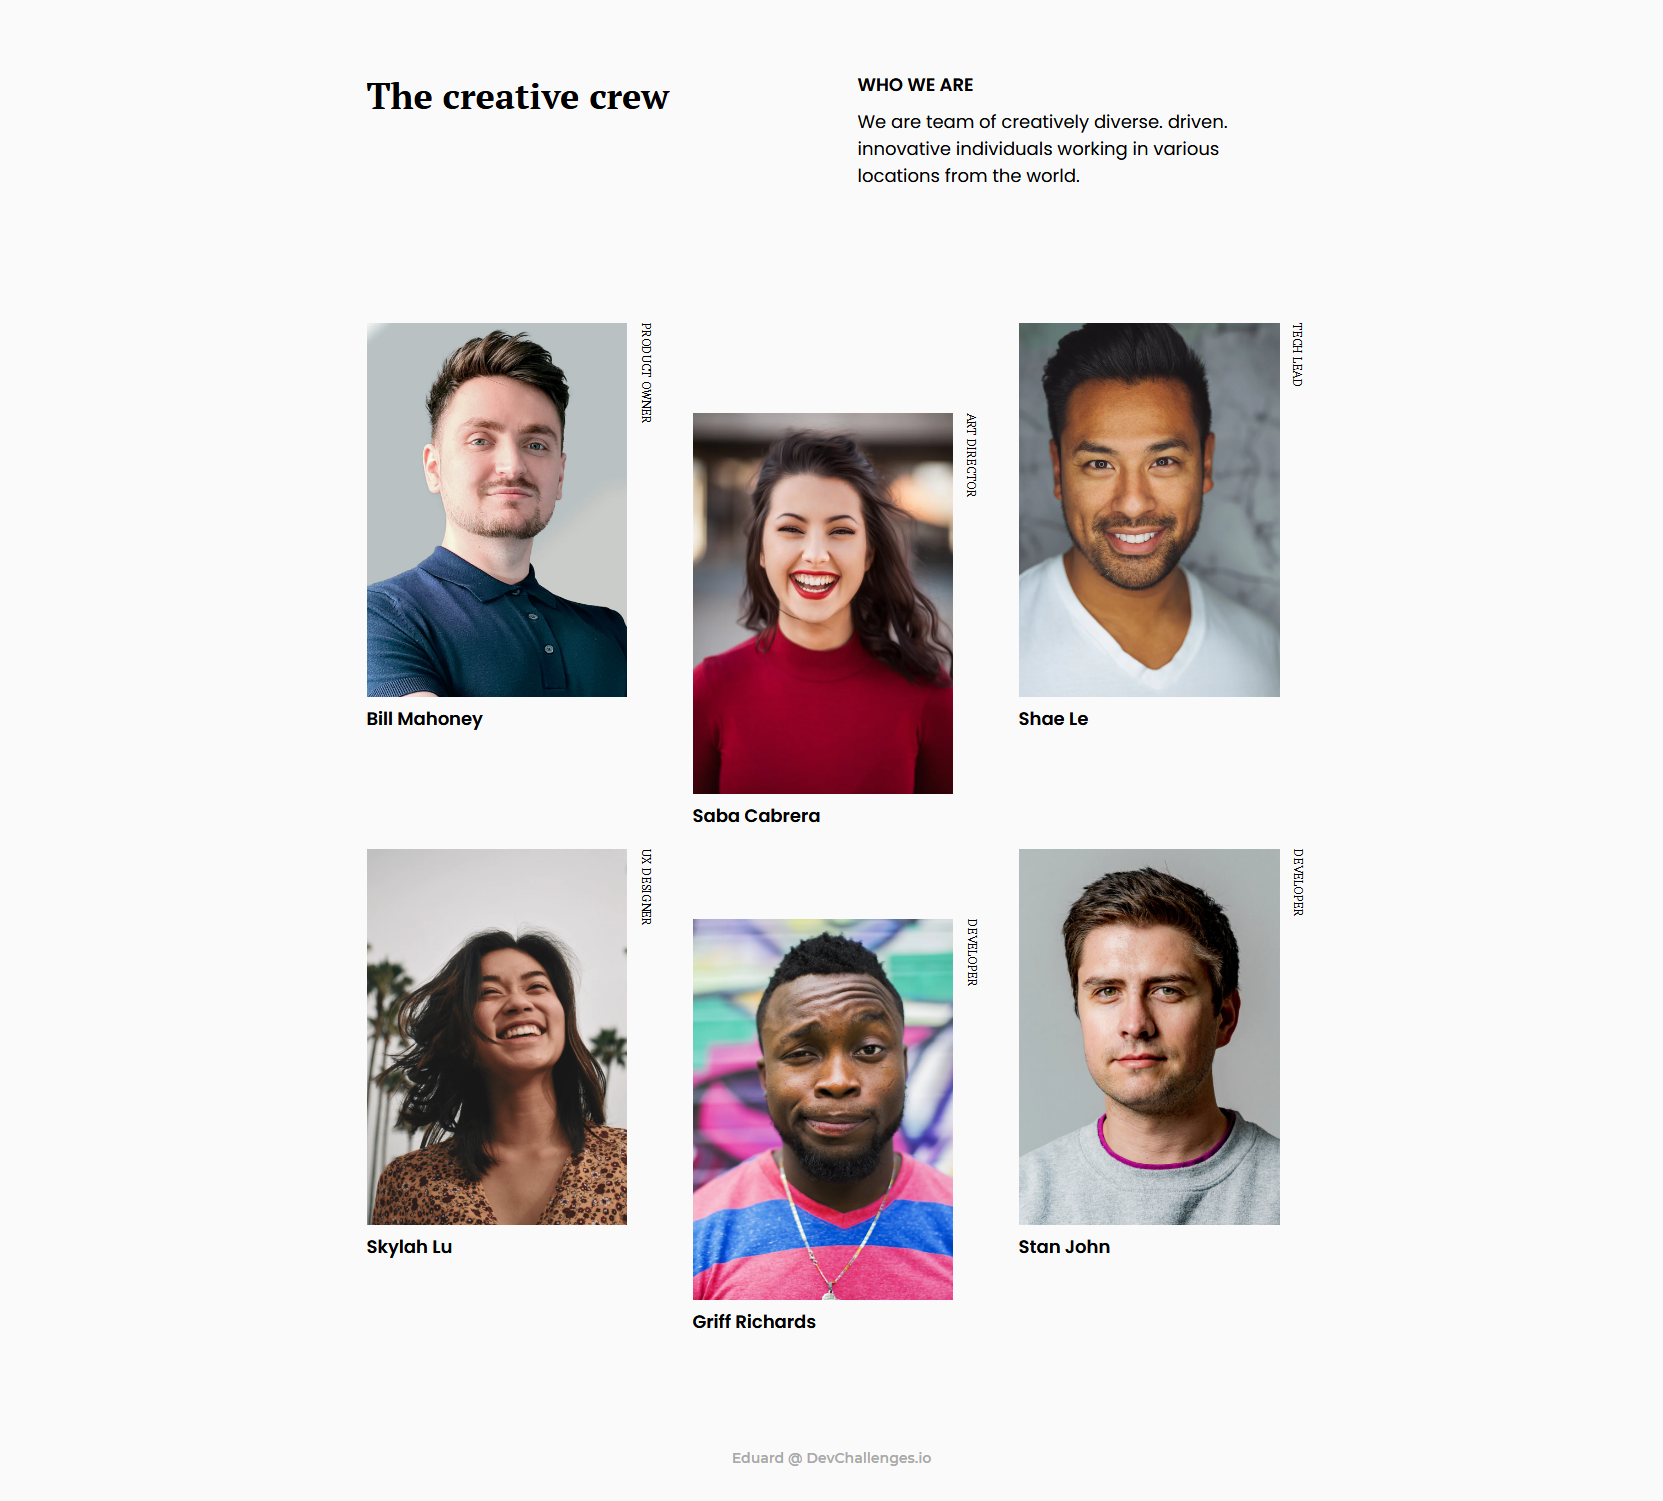 The creative crew
WHO WE ARE
We are team of creatively diverse. driven.
innovative individuals working in various
locations from the world.
PRODUCT OWNER
Bill Mahoney
ART DIRECTOR
Saba Cabrera
TECH LEAD
Shae Le
UX DESIGNER
Skylah Lu
DEVELOPER
Griff Richards
DEVELOPER
Stan John
Eduard @ DevChallenges.io